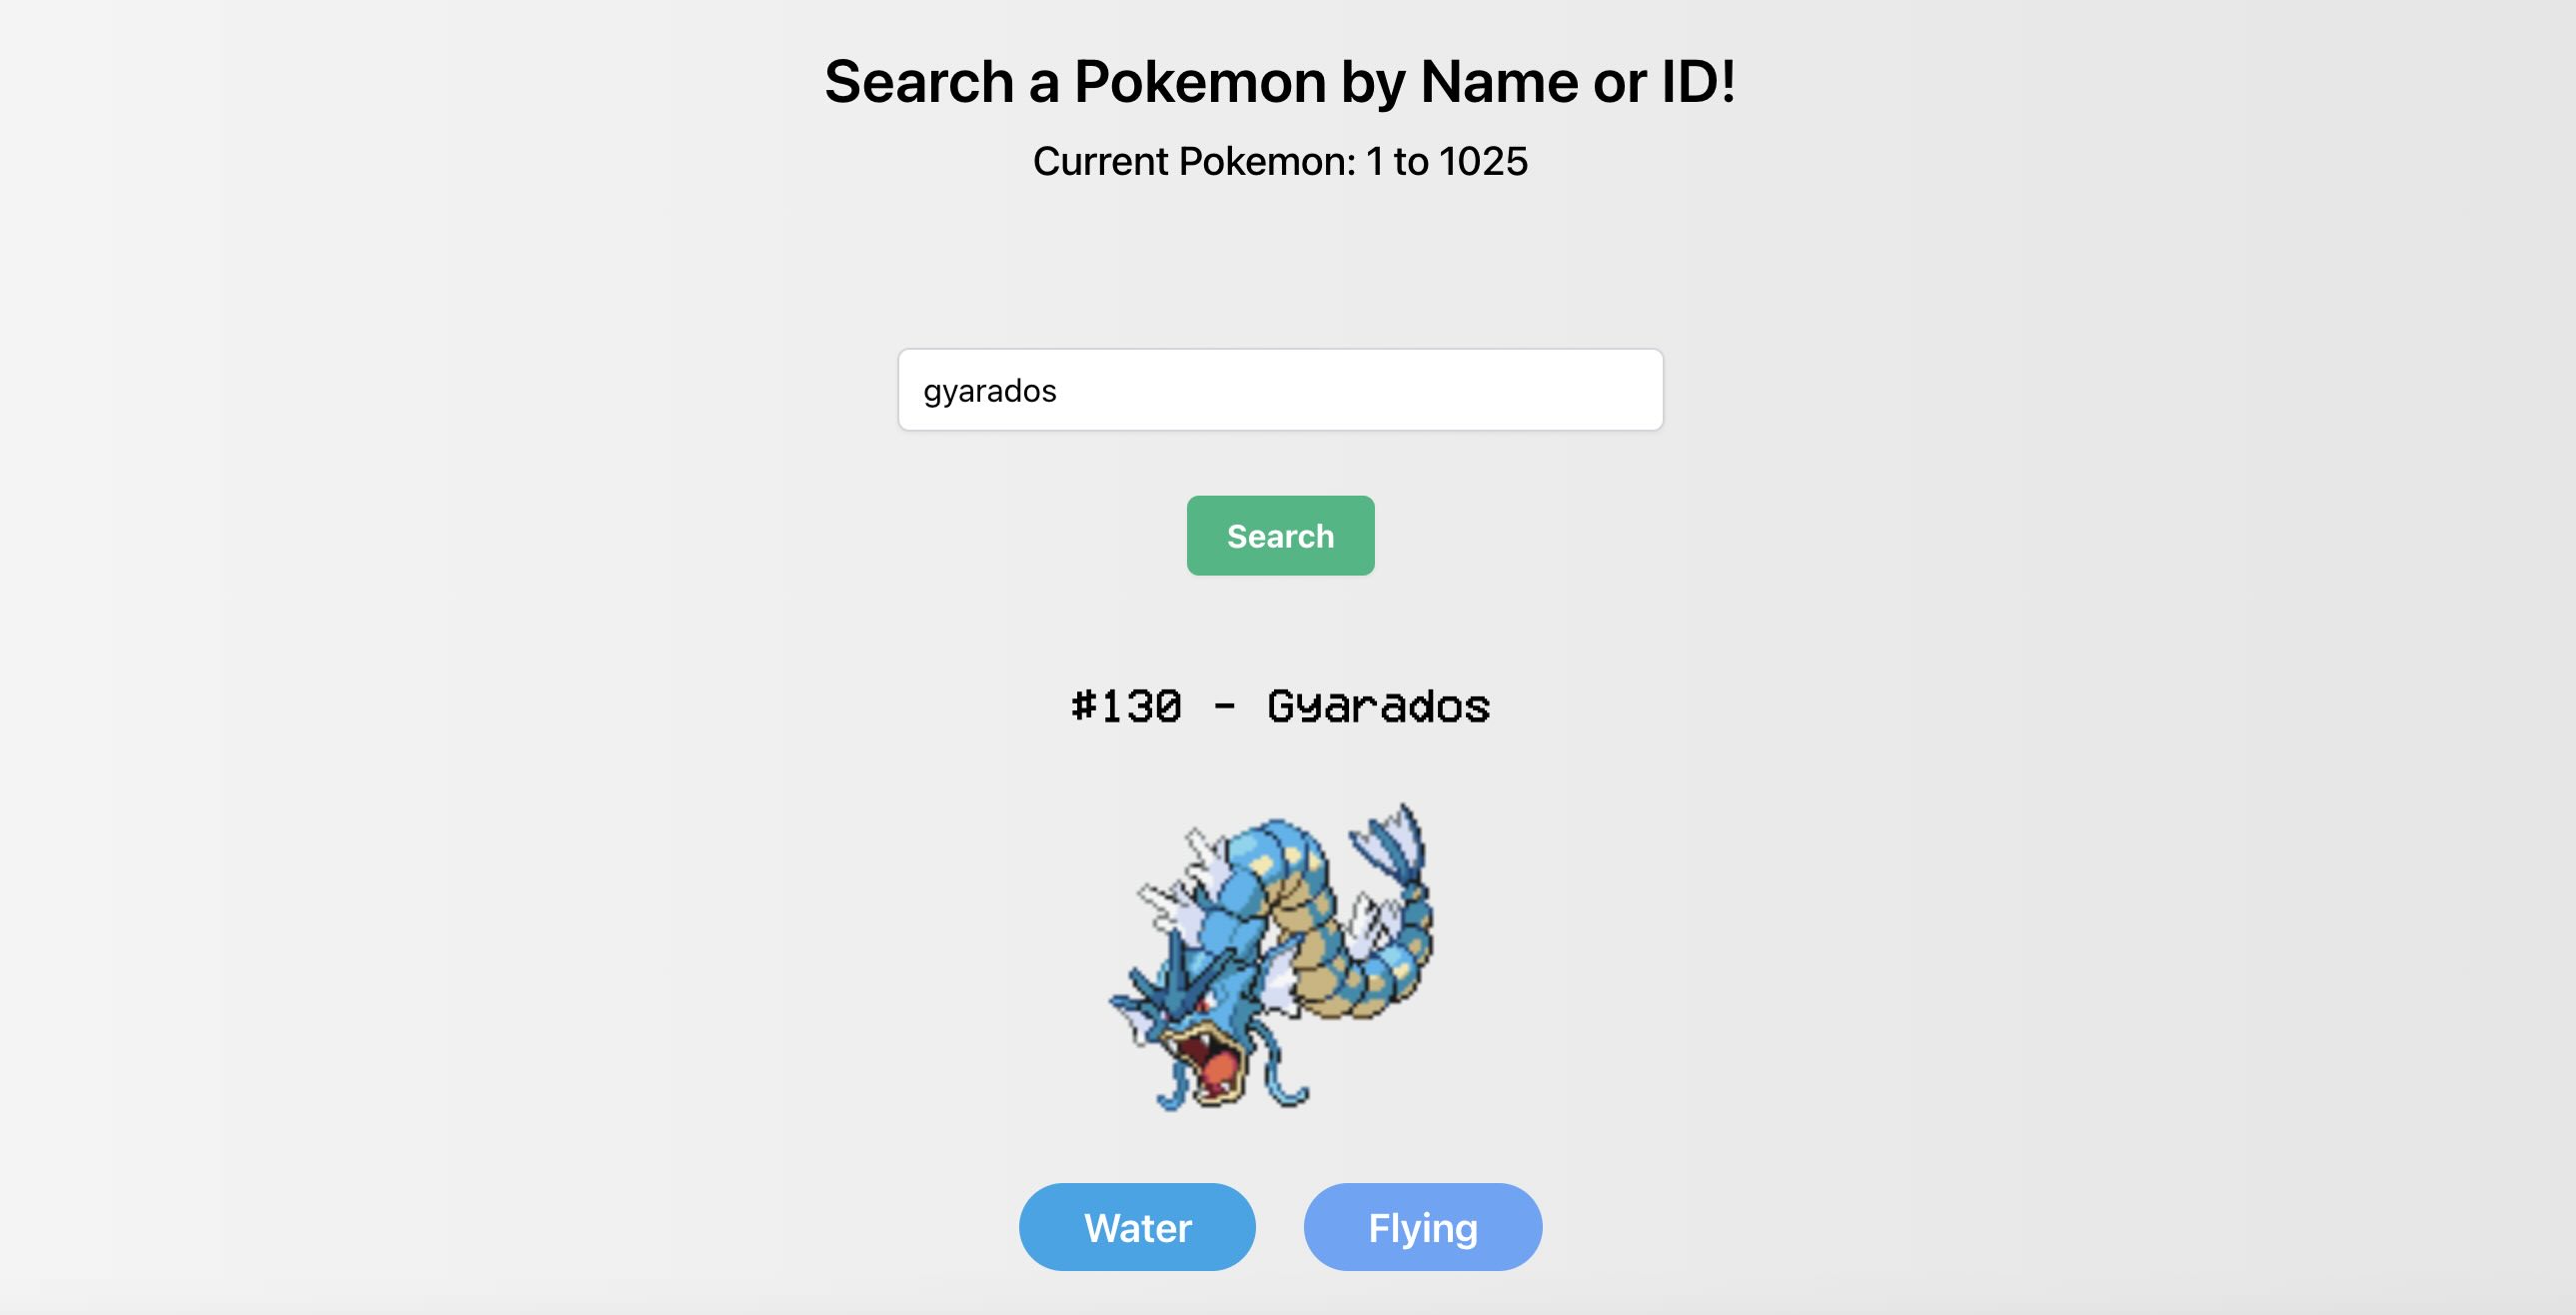 Search a Pokemon by Name or ID!
Current Pokemon: 1 to 1025
gyarados
Search
#130 - Gyarados
Water Flying